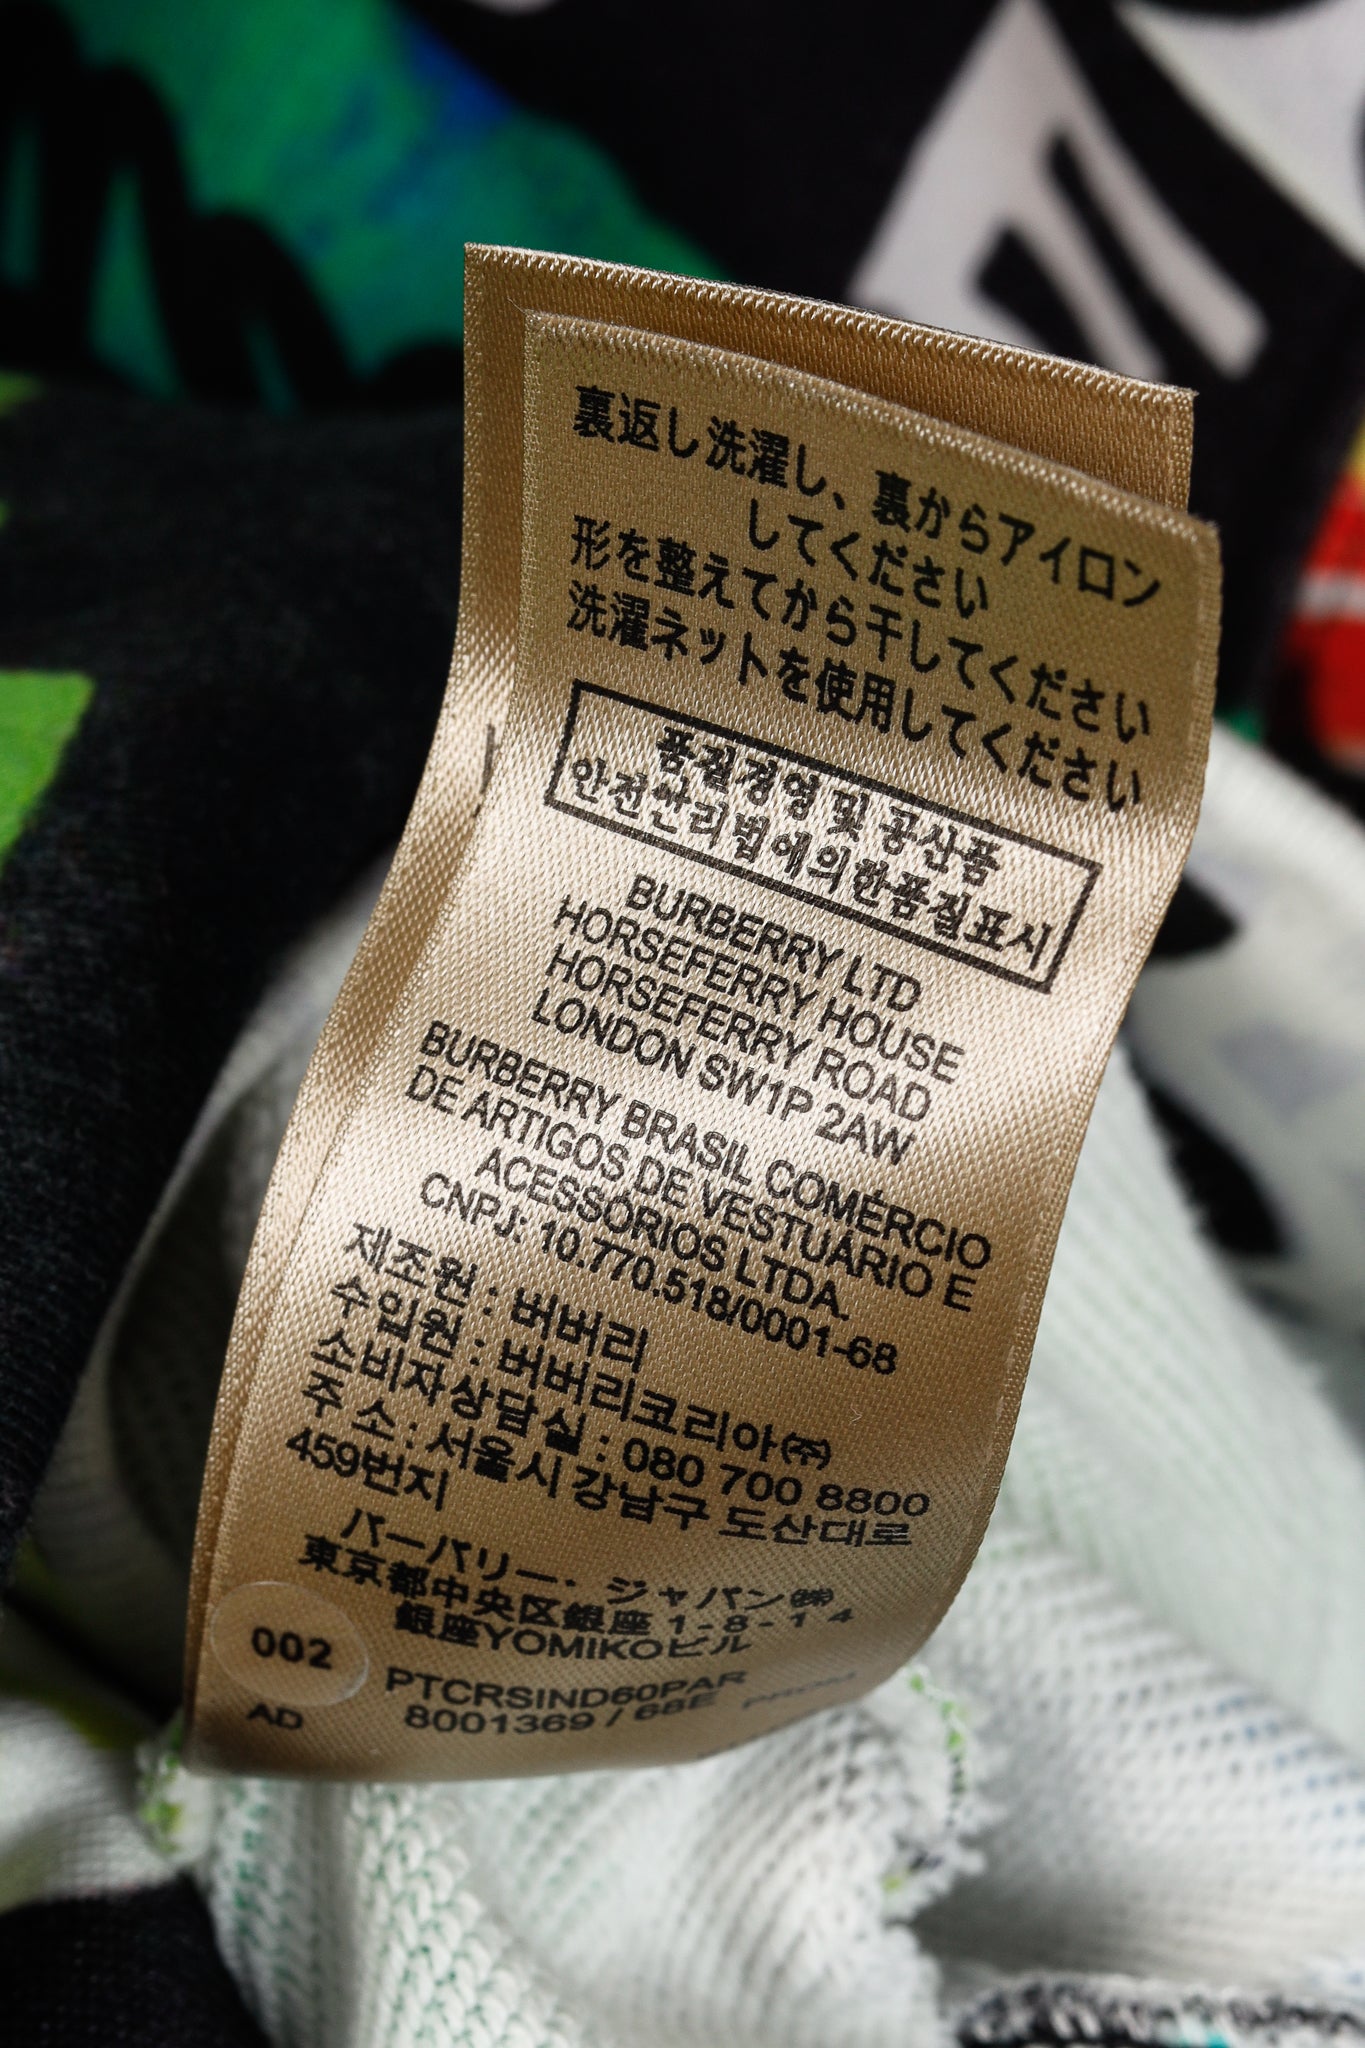 裏返し洗濯し、裏からアイロン
してください
形を整えてから干してください
洗濯ネットを使用してください
품질경영 및 공산품
안전관리법에의한품질표시
BURBERRY LTD
HORSEFERRY HOUSE
HORSEFERRY ROAD
LONDON SW1P 2AW
BURBERRY BRASIL COMÉRCIO
DE ARTIGOS DE VESTUÁRIO E
ACESSÓRIOS LTDA.
CNPJ: 10.770.518/0001-68
제조원 : 버버리
수입원 : 버버리코리아㈜
소비자상담실 : 080 700 8800
주 소 : 서울시 강남구 도산대로
459번지
バーバリー・ジャパン㈱
東京都中央区銀座 1-8-14
銀座YOMIKOビル
002
PTCRSIND60PAR
AD
8001369 / 68E